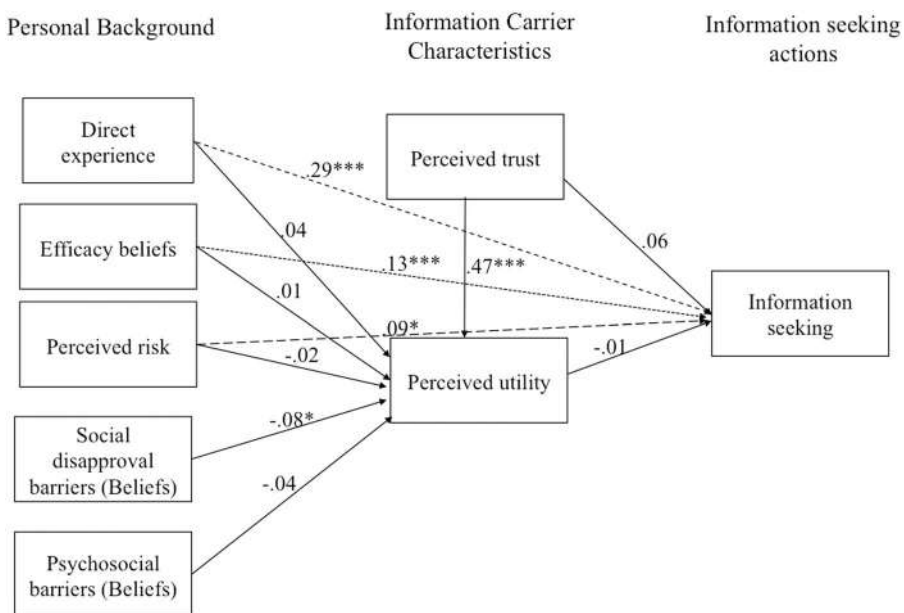 Personal Background
Information Carrier
Characteristics
Information seeking
actions
Direct
experience
Perceived trust
.29***
.04
.06
Efficacy beliefs
.13***
.47***
.01
Information
seeking
Perceived risk
.09*
-.02
-.01
Perceived utility
-.08*
Social
disapproval
barriers (Beliefs)
-.04
Psychosocial
barriers (Beliefs)